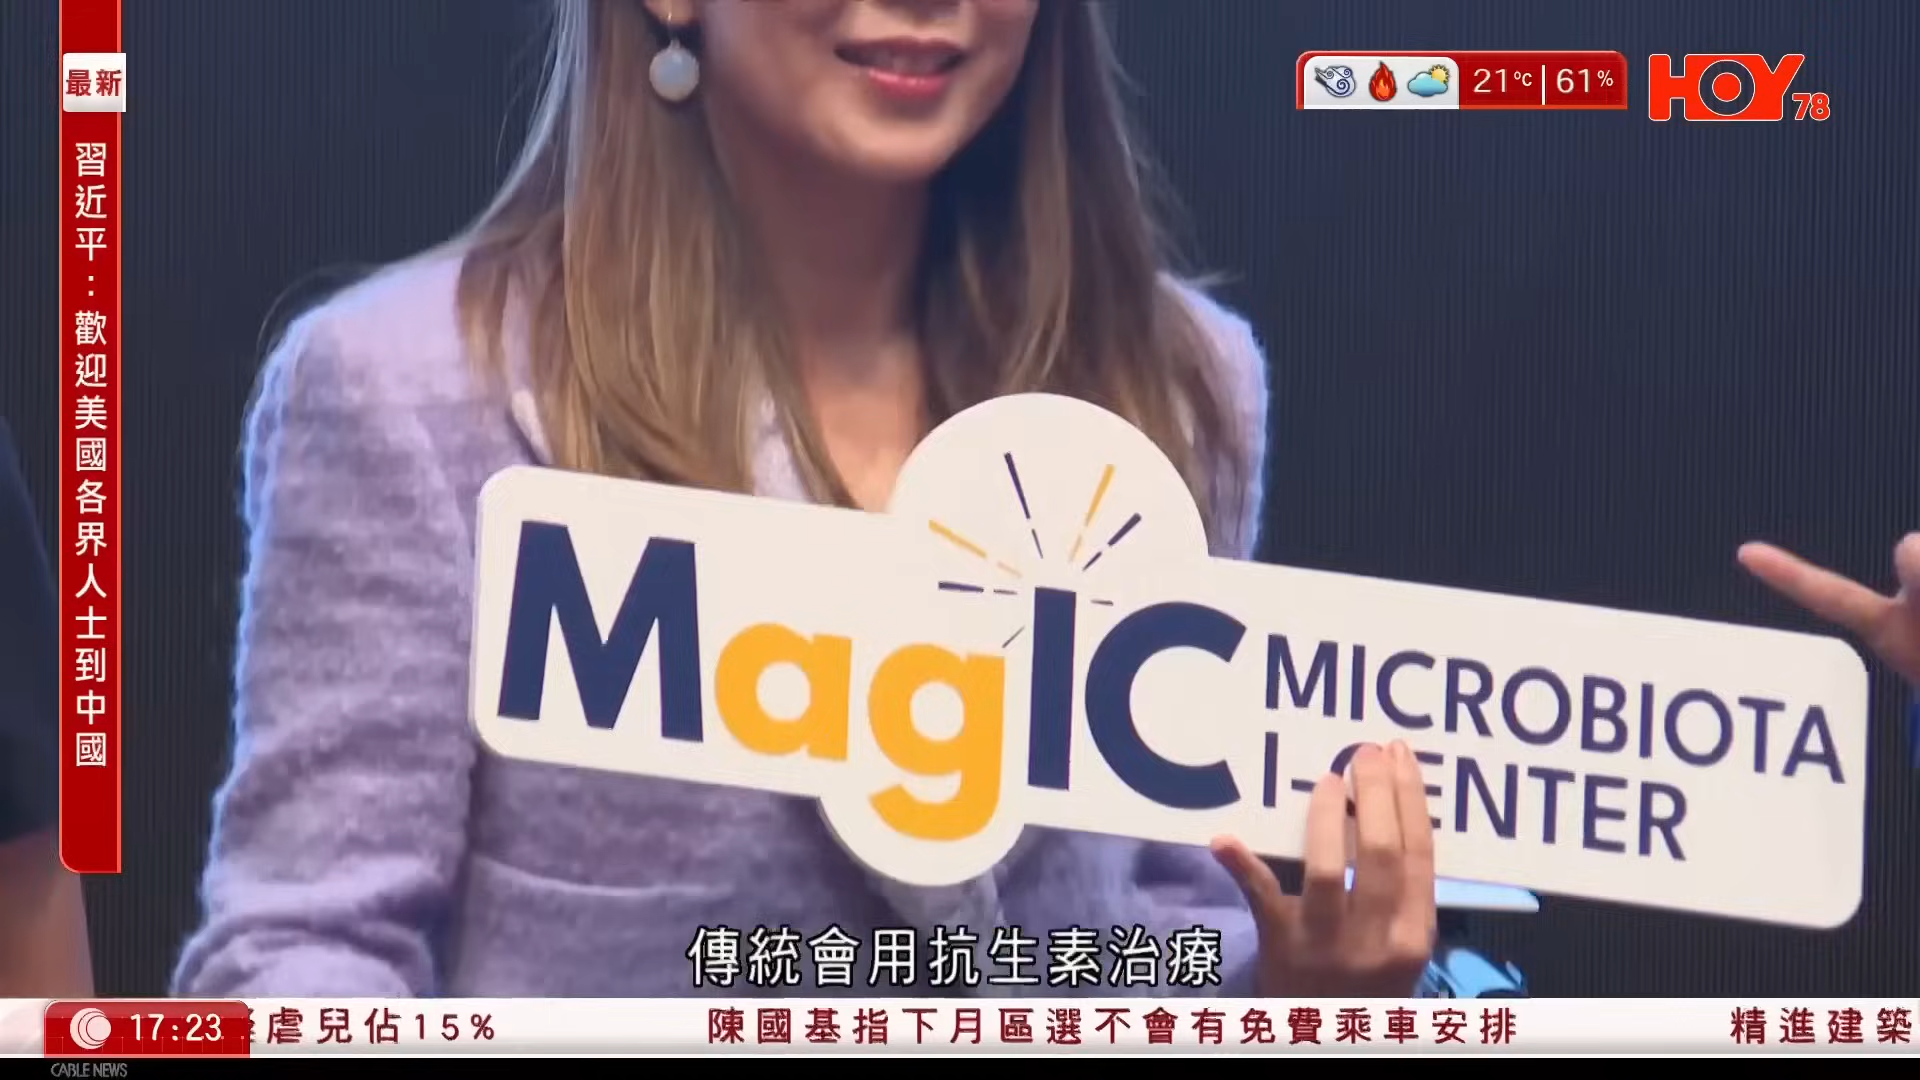 最新
習近平：歡迎美國各界人士到中國
21°C | 61%
HOY 78
MagIC MICROBIOTA
I-CENTER
傳統會用抗生素治療
17:23
虐兒佔15%
陳國基指下月區選不會有免費乘車安排
精進建築
CABLE NEWS